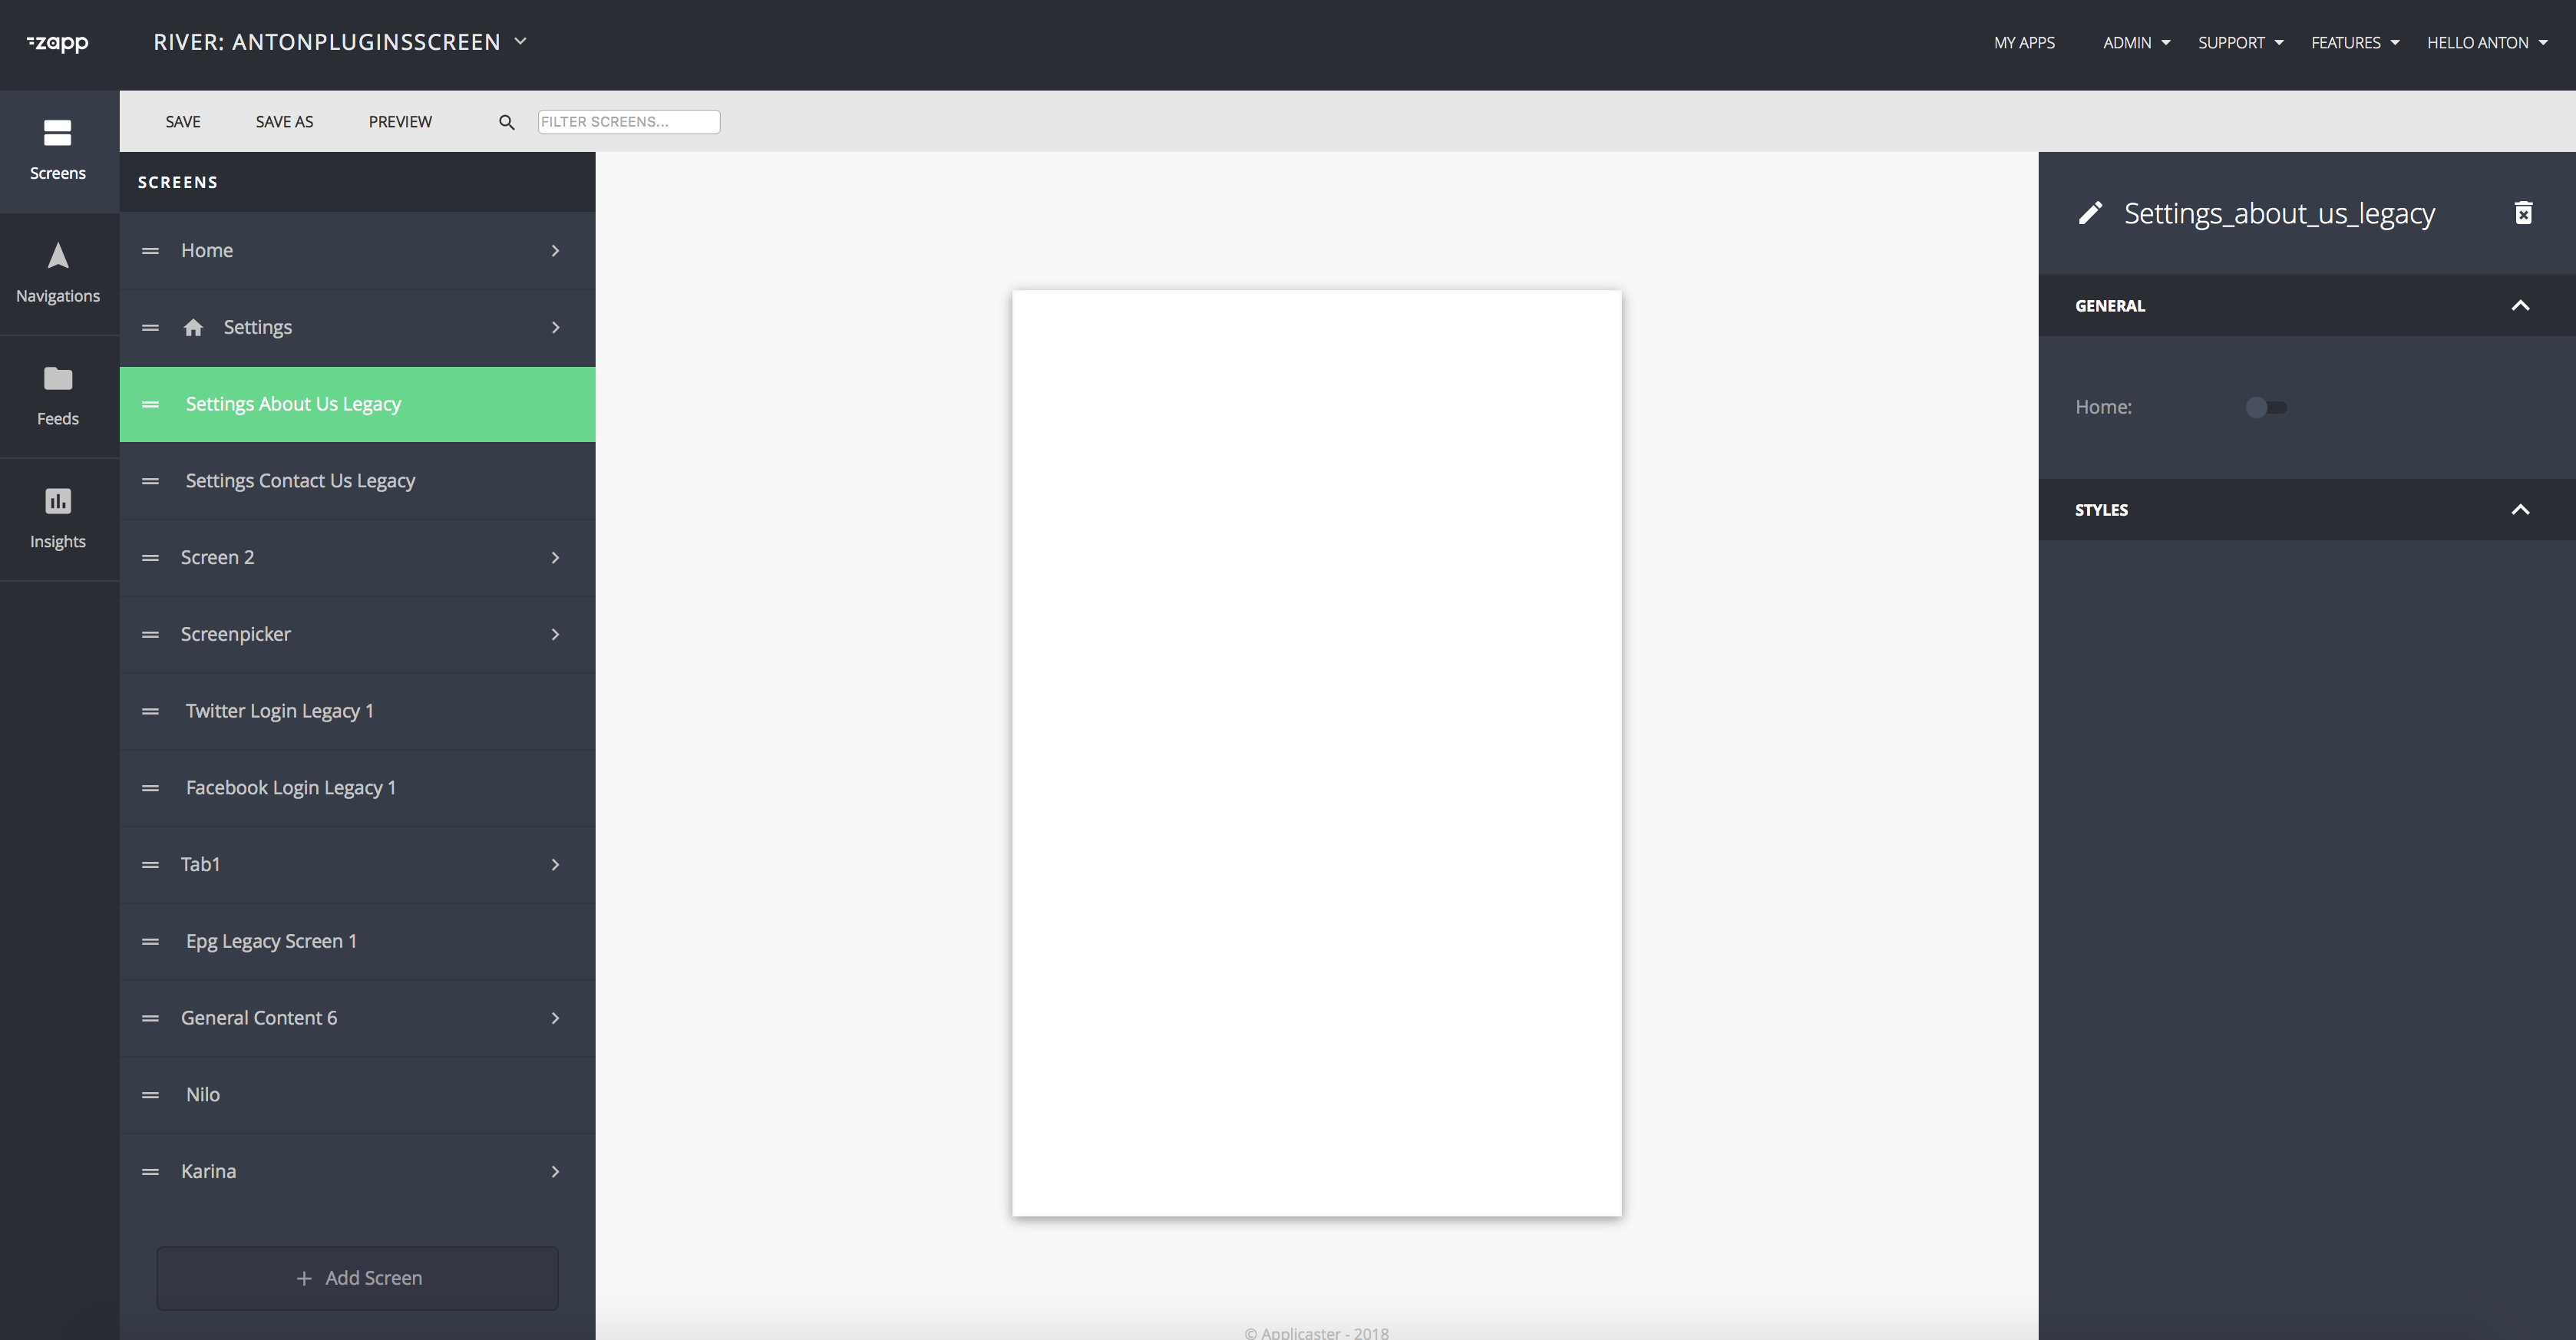 zapp
RIVER: ANTONPLUGINSSCREEN
MY APPS
ADMIN
SUPPORT
FEATURES
HELLO ANTON
SAVE
SAVE AS
PREVIEW
FILTER SCREENS...
Screens
Navigations
Feeds
Insights
SCREENS
Home
Settings
Settings About Us Legacy
Settings Contact Us Legacy
Screen 2
Screenpicker
Twitter Login Legacy 1
Facebook Login Legacy 1
Tab1
Epg Legacy Screen 1
General Content 6
Nilo
Karina
+ Add Screen
© Applicaster - 2018
Settings_about_us_legacy
GENERAL
Home:
STYLES